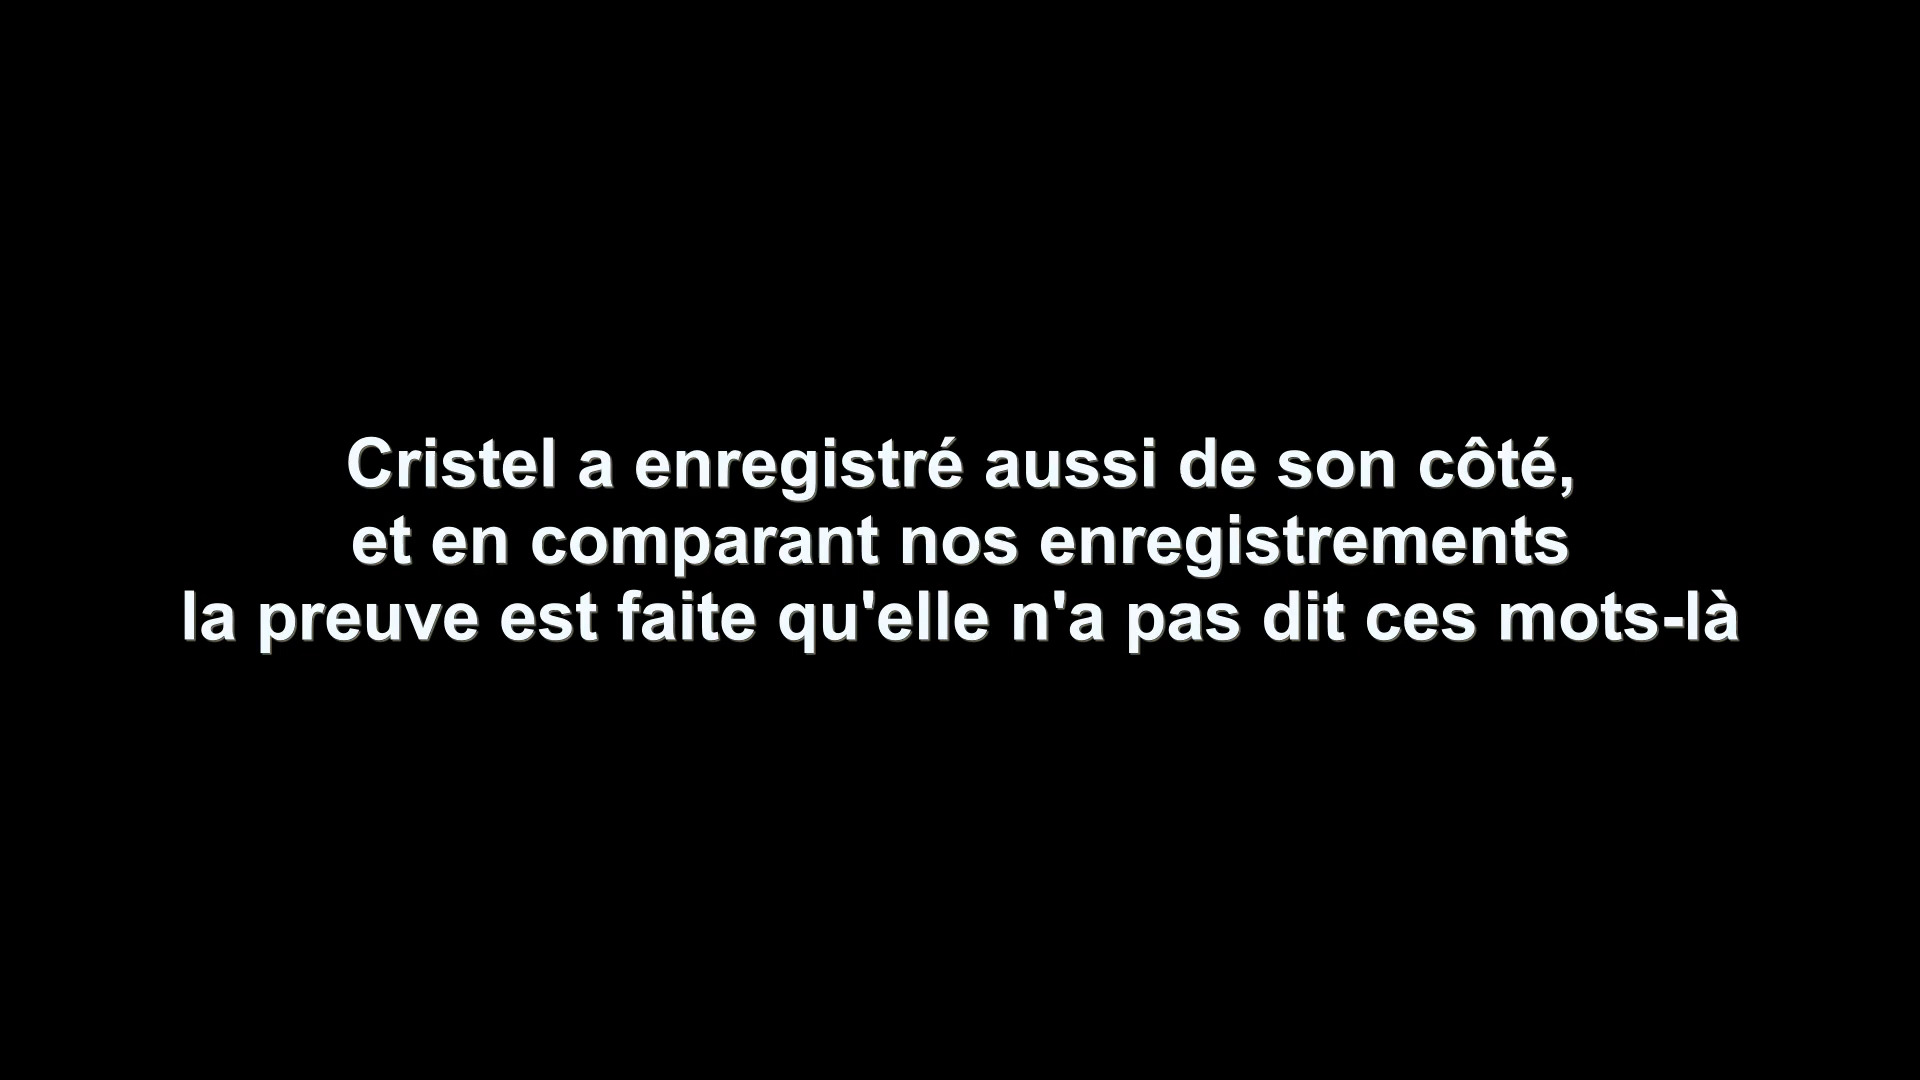 Cristel a enregistré aussi de son côté,
et en comparant nos enregistrements
la preuve est faite qu'elle n'a pas dit ces mots-là